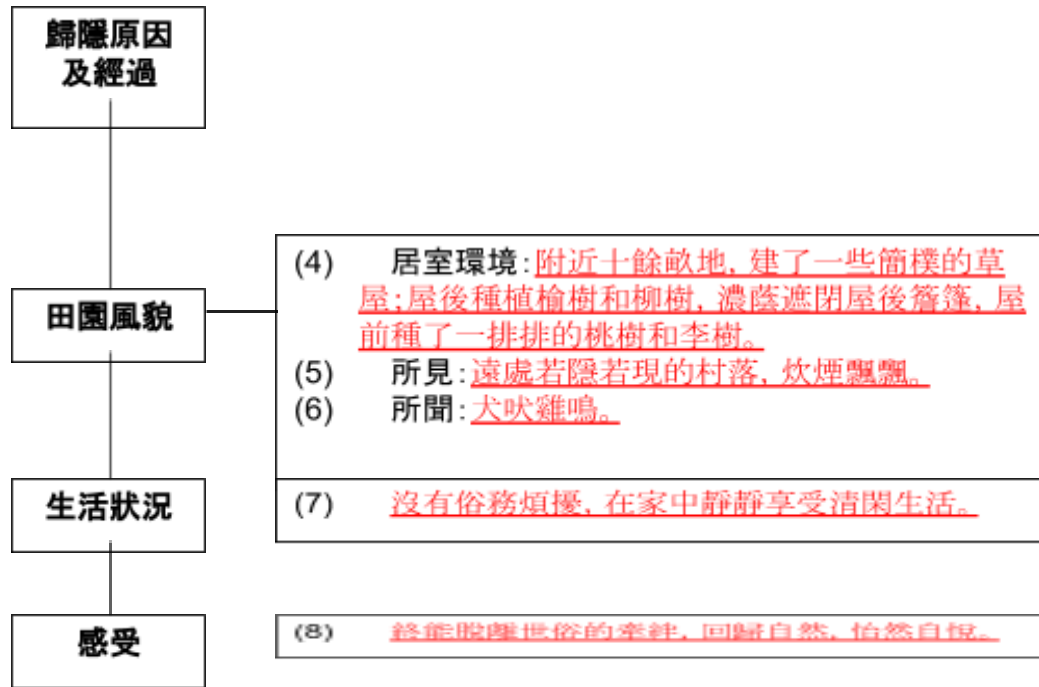 歸隱原因
及經過
田園風貌
(4) 居室環境:附近十餘畝地, 建了一些簡樸的草
屋;屋後種植榆樹和柳樹, 濃蔭遮閉屋後簷篷, 屋
前種了一排排的桃樹和李樹。
(5) 所見:遠處若隱若現的村落, 炊煙飄飄。
(6) 所聞:犬吠雞鳴。
生活狀況
(7) 沒有俗務煩擾, 在家中靜靜享受清閑生活。
感受
(8) 終能脫離世俗的牽絆, 回歸自然, 怡然自悅。